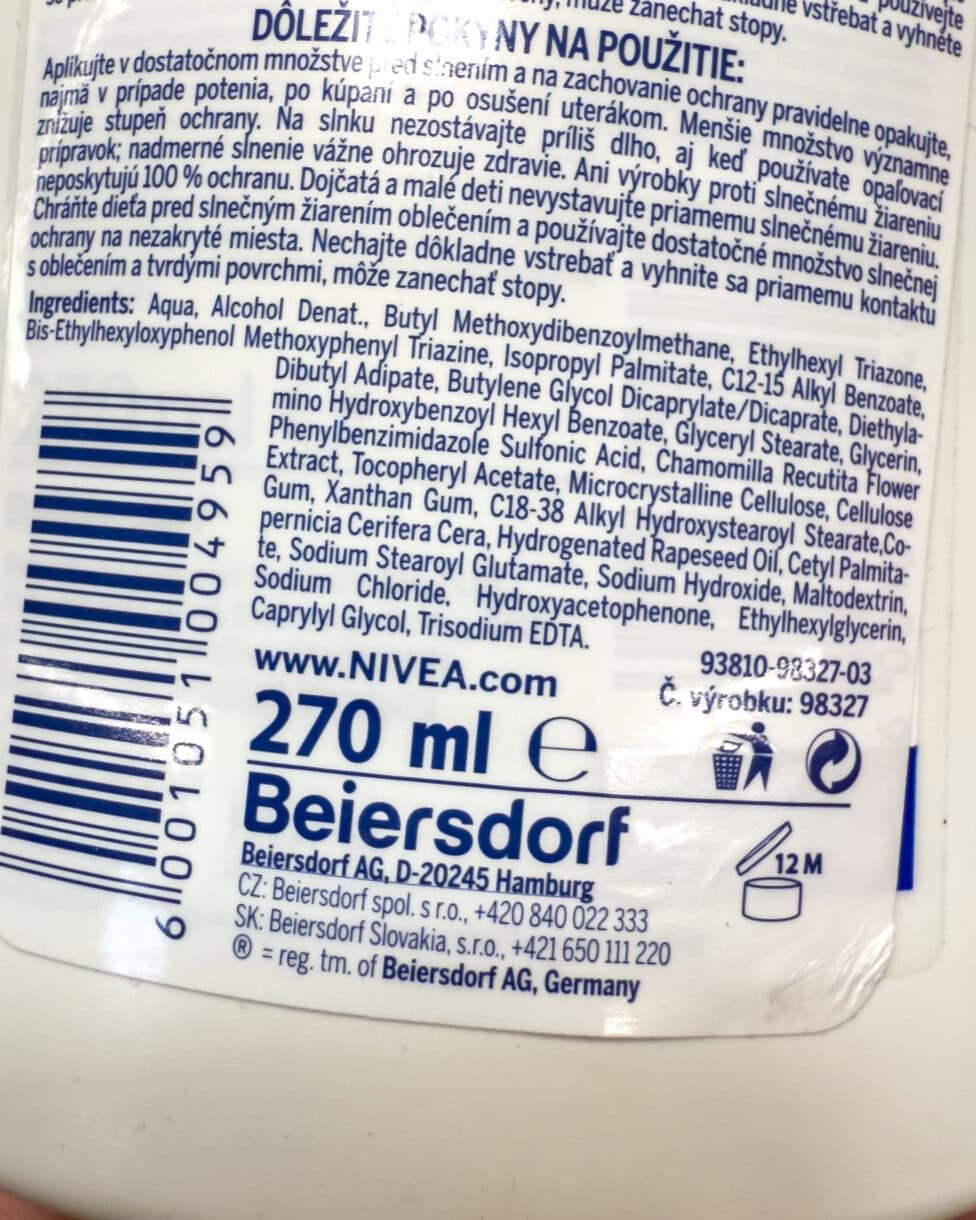 používejte
vstřebat a vyhněte
může zanechat stopy.
NY NA POUŽITIE:
Aplikujte v dostatočnom množstve pred slnením a na zachovanie ochrany pravidelne opakujte,
najmä v prípade potenia, po kúpaní a po osušení uterákom. Menšie množstvo významne
znižuje stupeň ochrany. Na slnku nezostávajte príliš dlho, aj keď používate opaľovací
prípravok; nadmerné slnenie vážne ohrozuje zdravie. Ani výrobky proti slnečnému žiareniu
neposkytujú 100 % ochranu. Dojčatá a malé deti nevystavujte priamemu slnečnému žiareniu.
Chráňte dieťa pred slnečným žiarením oblečením a používajte dostatočné množstvo slnečnej
ochrany na nezakryté miesta. Nechajte dôkladne vstrebať a vyhnite sa priamemu kontaktu
s oblečením a tvrdými povrchmi, môže zanechať stopy.
Ingredients: Aqua, Alcohol Denat., Butyl Methoxydibenzoylmethane, Ethylhexyl Triazone,
Bis-Ethylhexyloxyphenol Methoxyphenyl Triazine, Isopropyl Palmitate, C12-15 Alkyl Benzoate,
Dibutyl Adipate, Butylene Glycol Dicaprylate/Dicaprate, Diethyla-
mino Hydroxybenzoyl Hexyl Benzoate, Glyceryl Stearate, Glycerin,
Phenylbenzimidazole Sulfonic Acid, Chamomilla Recutita Flower
Extract, Tocopheryl Acetate, Microcrystalline Cellulose, Cellulose
Gum, Xanthan Gum, C18-38 Alkyl Hydroxystearoyl Stearate,Co-
pernicia Cerifera Cera, Hydrogenated Rapeseed Oil, Cetyl Palmita-
te, Sodium Stearoyl Glutamate, Sodium Hydroxide, Maltodextrin,
Sodium Chloride, Hydroxyacetophenone, Ethylhexylglycerin,
Caprylyl Glycol, Trisodium EDTA.
6 001051 004959
www.NIVEA.com
93810-98327-03
Č. výrobku: 98327
270 ml e
Beiersdorf
12 M
Beiersdorf AG, D-20245 Hamburg
CZ: Beiersdorf spol. s r.o., +420 840 022 333
SK: Beiersdorf Slovakia, s.r.o., +421 650 111 220
® = reg. tm. of Beiersdorf AG, Germany